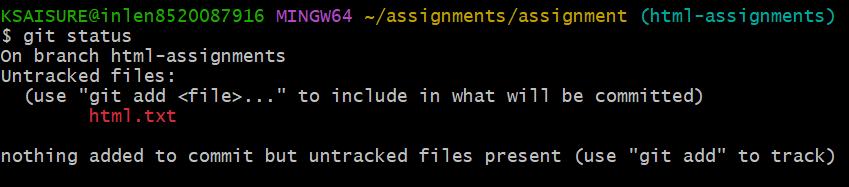 KSAISURE@inlen8520087916 MINGW64 ~/assignments/assignment (html-assignments)
$ git status
On branch html-assignments
Untracked files:
  (use "git add <file>..." to include in what will be committed)
        html.txt

nothing added to commit but untracked files present (use "git add" to track)